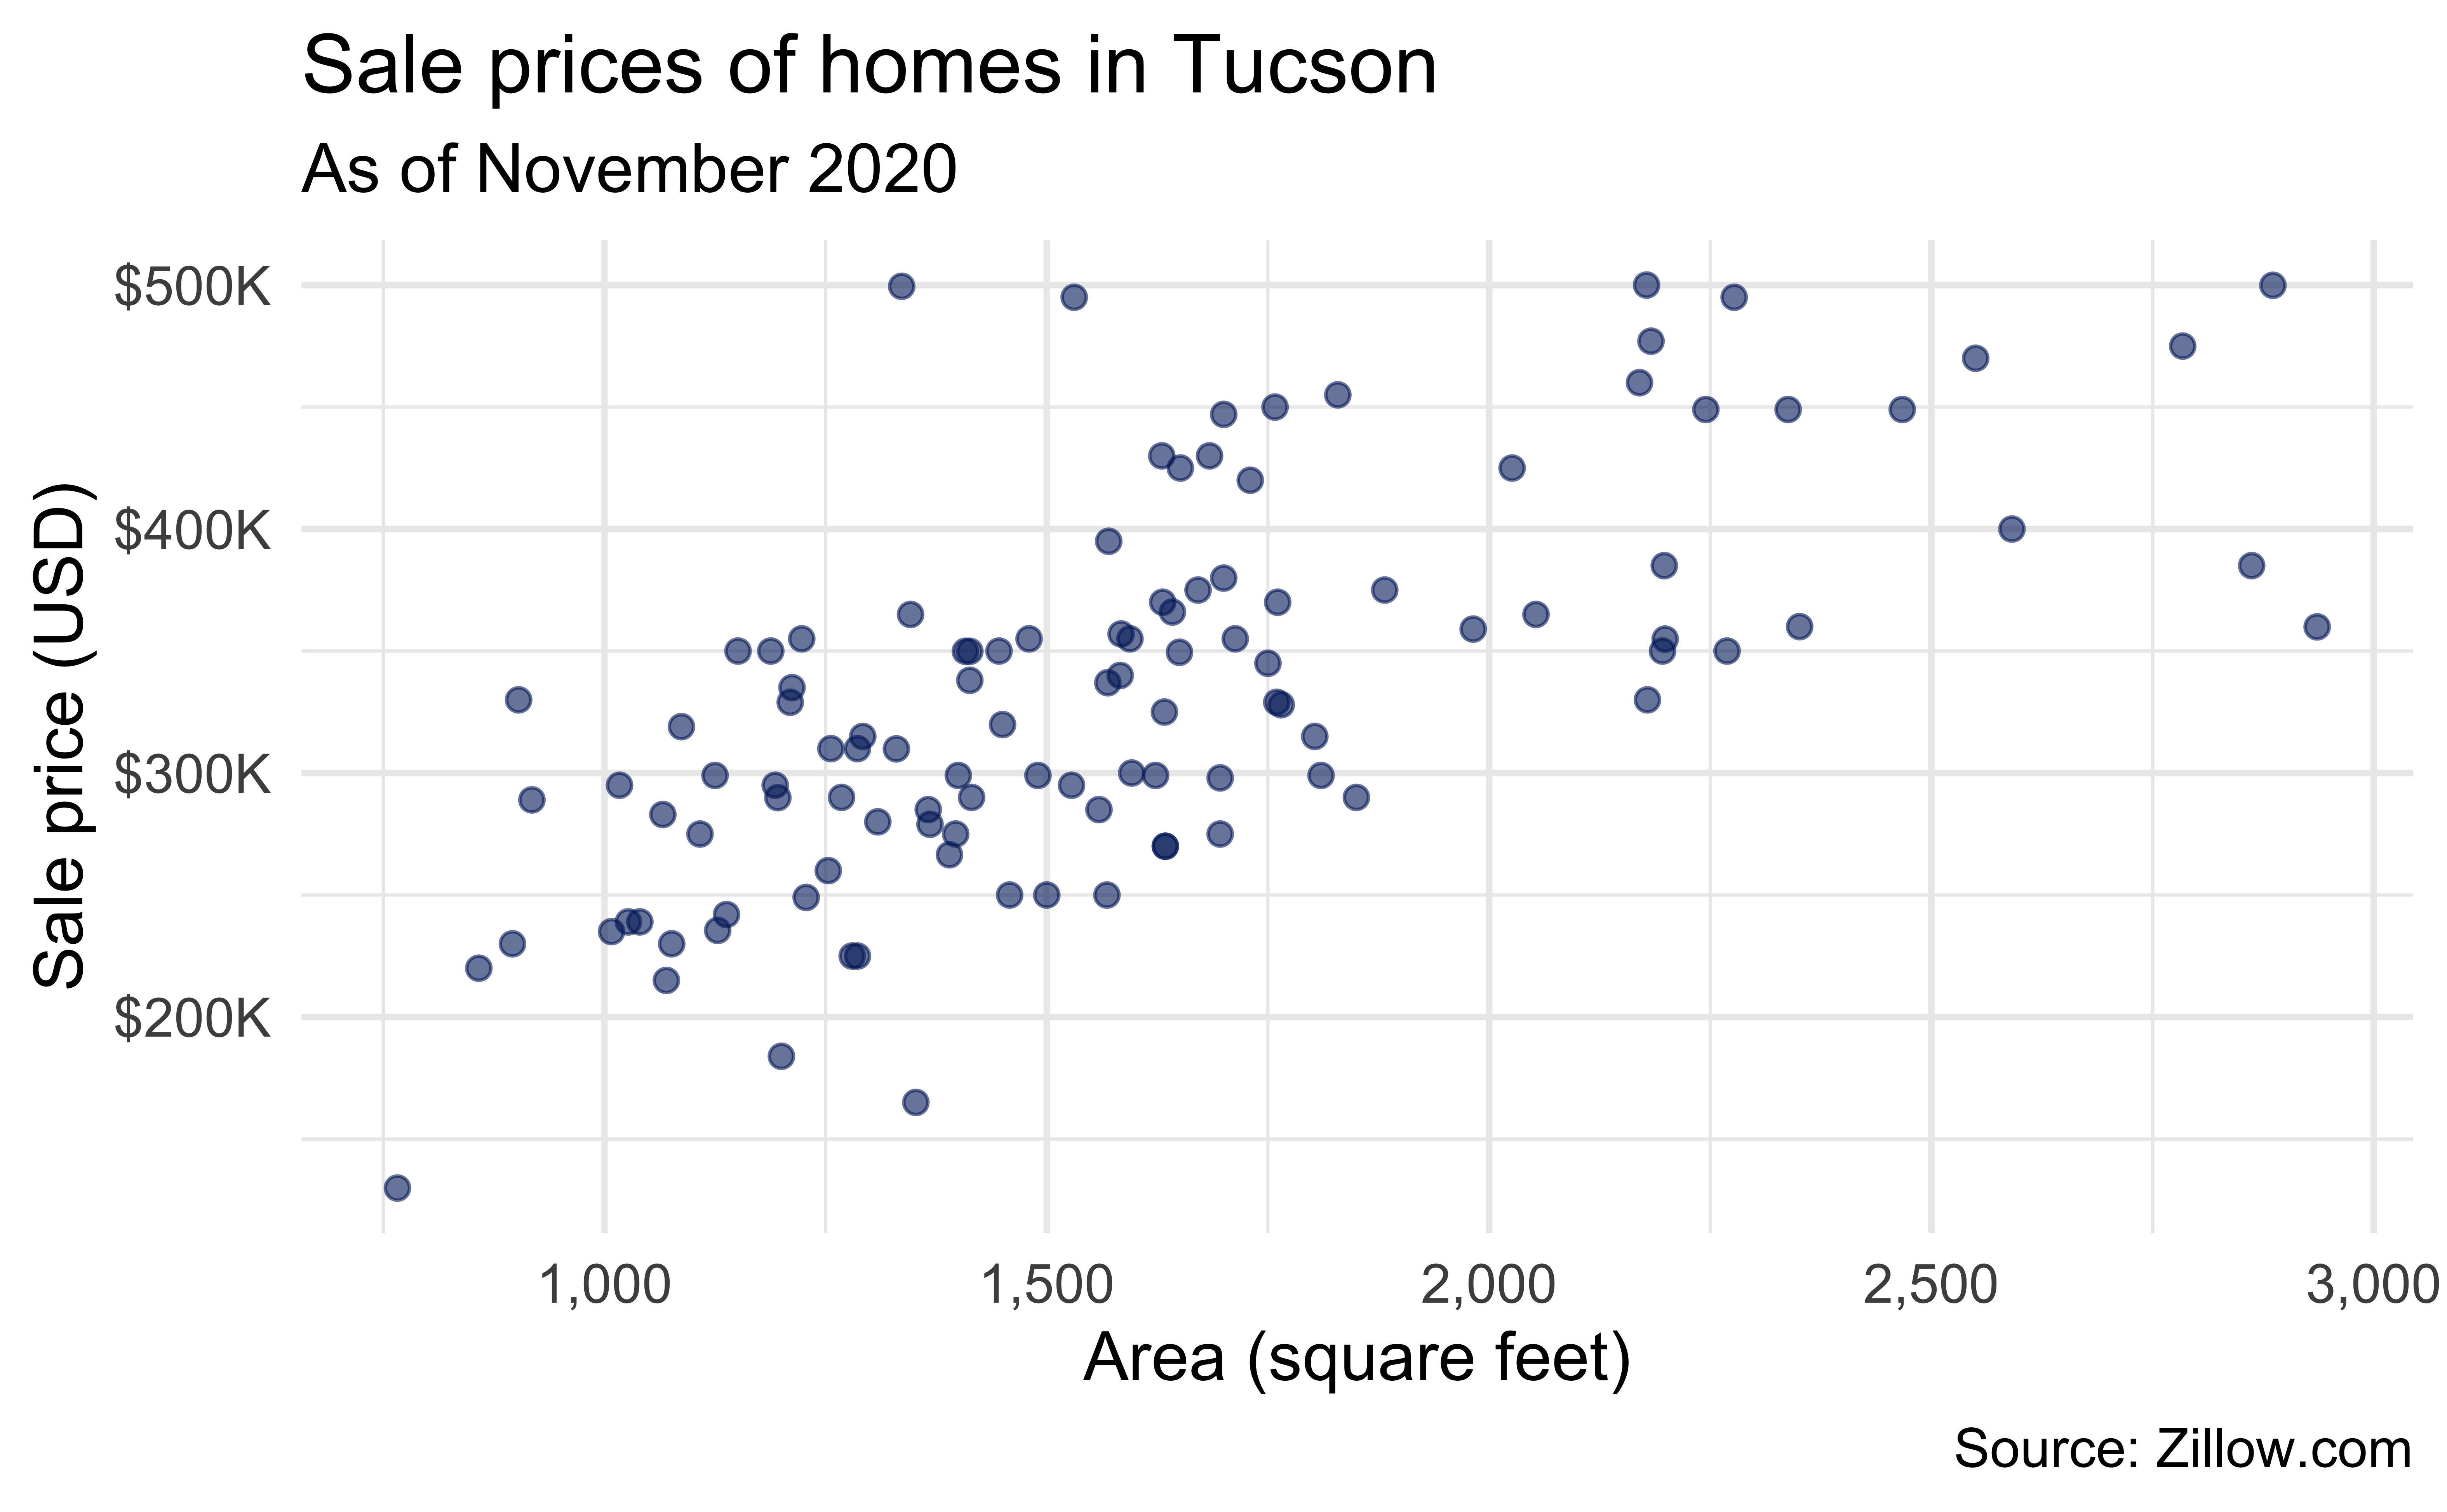 Sale prices of homes in Tucson
As of November 2020
$500K
$400K
$300K
$200K
Sale price (USD)
1,000 1,500 2,000 2,500 3,000
Area (square feet)
Source: Zillow.com